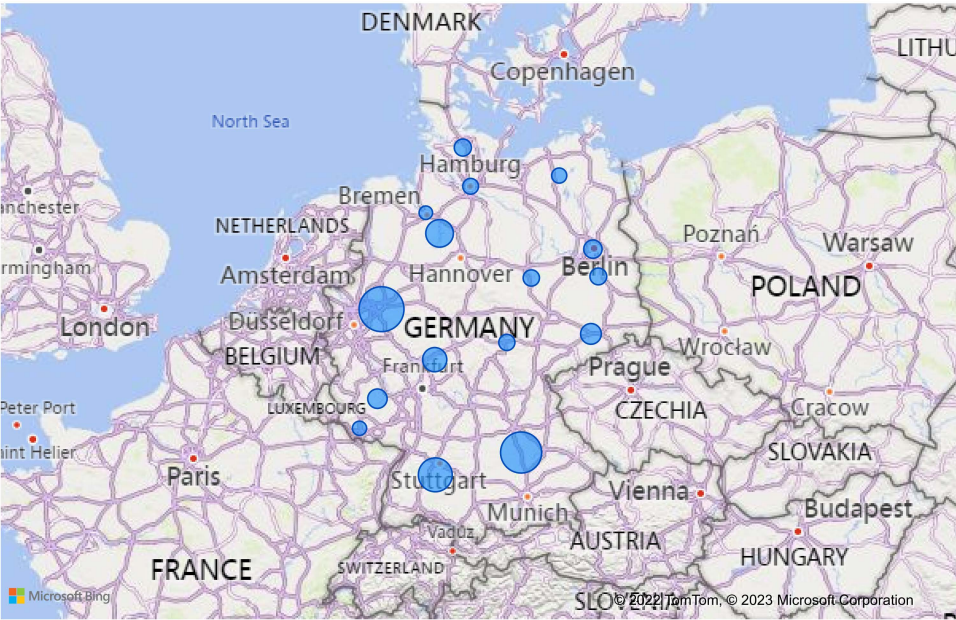 DENMARK
LITHU
Copenhagen
North Sea
Hamburg
anchester
Bremen
NETHERLANDS
Poznań
Warsaw
rmingham
Amsterdam
Hannover
Berlin
POLAND
London
Düsseldorf
GERMANY
BELGIUM
Frankfurt
Prague
Wrocław
Peter Port
LUXEMBOURG
CZECHIA
Cracow
aint Helier
SLOVAKIA
Paris
Stuttgart
Vienna
Munich
Budapest
Vaduz
AUSTRIA
FRANCE
SWITZERLAND
HUNGARY
Microsoft Bing
SLOVENIA
© 2022 TomTom, © 2023 Microsoft Corporation